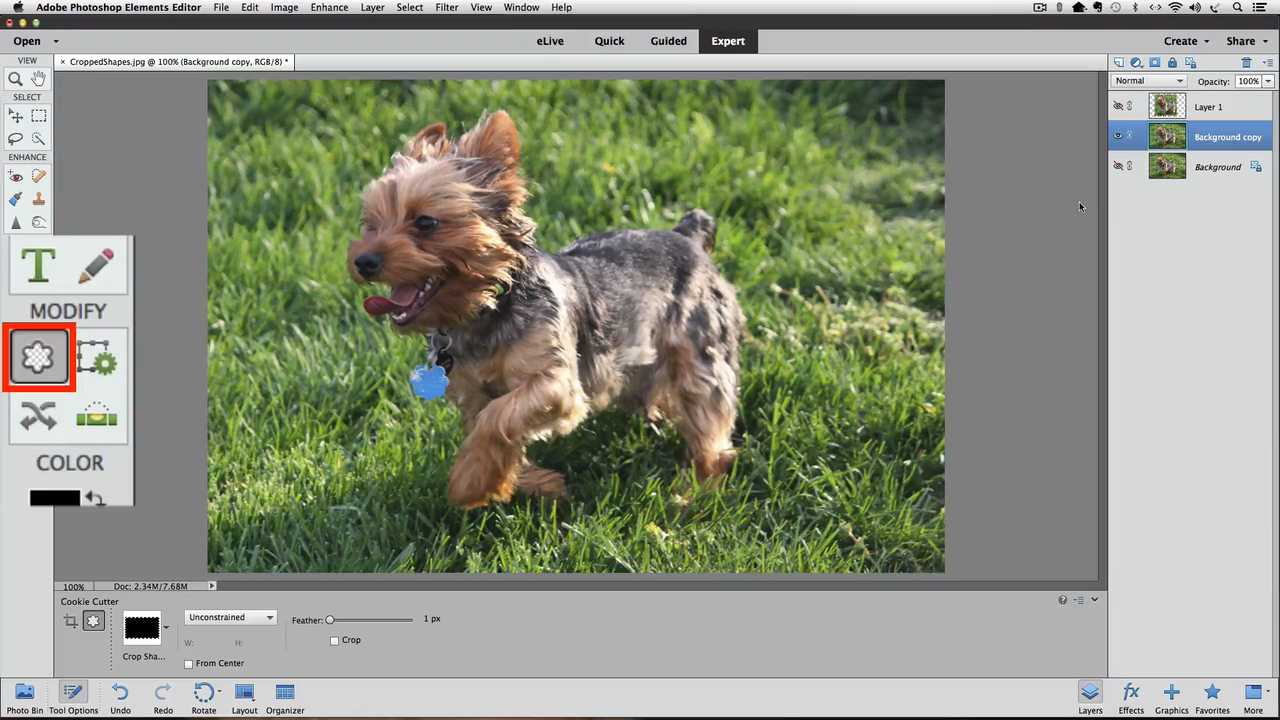 Adobe Photoshop Elements Editor File Edit Image Enhance Layer Select Filter View Window Help
Open eLive Quick Guided Expert Create Share
VIEW × CroppedShapes.jpg @ 100% (Background copy, RGB/8) *
Normal Opacity: 100%
SELECT
Layer 1
Background copy
ENHANCE
Background
T
MODIFY
COLOR
100% Doc: 2.34M/7.68M
Cookie Cutter
Unconstrained Feather: 1 px
W: H: Crop
Crop Sha... From Center
Photo Bin Tool Options Undo Redo Rotate Layout Organizer Layers Effects Graphics Favorites More